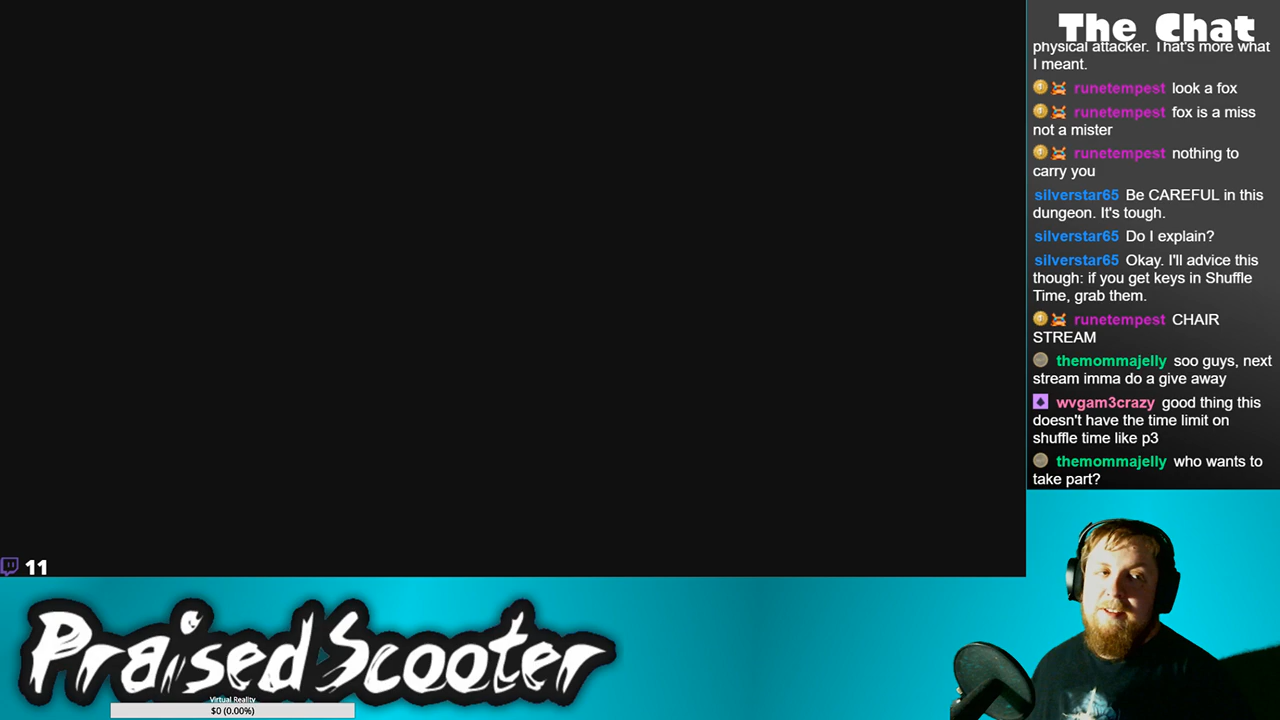 The Chat
physical attacker. That's more what
I meant.
runetempest look a fox
runetempest fox is a miss
not a mister
runetempest nothing to
carry you
silverstar65 Be CAREFUL in this
dungeon. It's tough.
silverstar65 Do I explain?
silverstar65 Okay. I'll advice this
though: if you get keys in Shuffle
Time, grab them.
runetempest CHAIR
STREAM
themommajelly soo guys, next
stream imma do a give away
wvgam3crazy good thing this
doesn't have the time limit on
shuffle time like p3
themommajelly who wants to
take part?
11
PraisedScooter
Virtual Reality
$0 (0.00%)